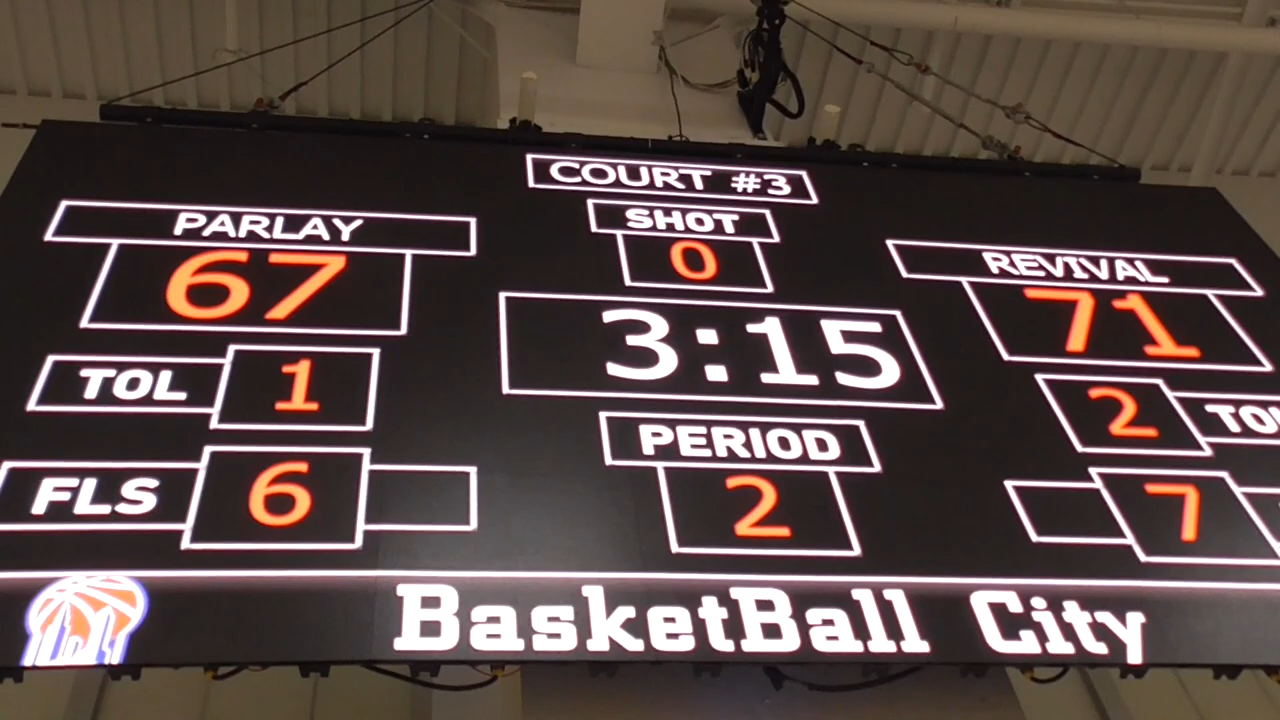 COURT #3
PARLAY
67
SHOT
0
REVIVAL
71
3:15
TOL
1
2
PERIOD
2
FLS
6
7
BasketBall City